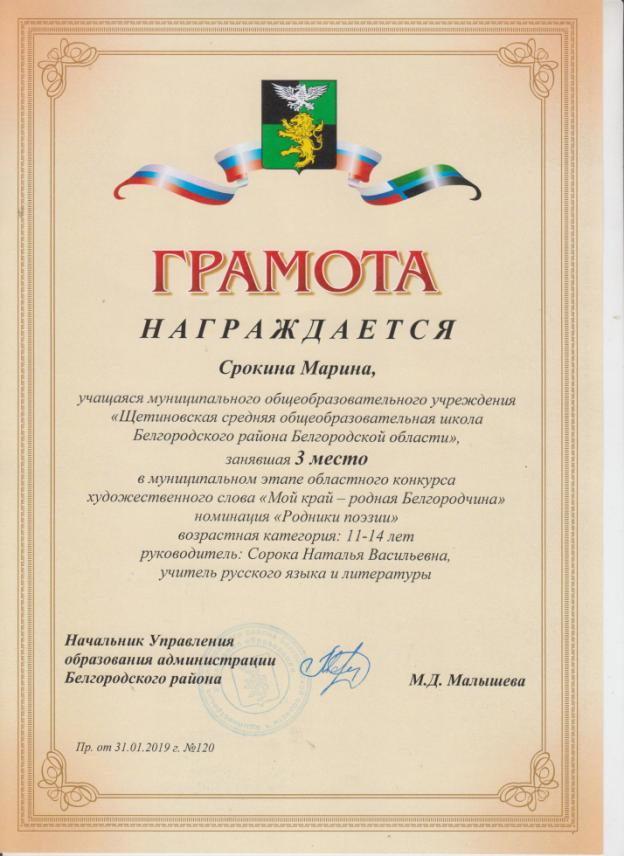 ГРАМОТА
НАГРАЖДАЕТСЯ
Срокина Марина,
учащаяся муниципального общеобразовательного учреждения
«Щетиновская средняя общеобразовательная школа
Белгородского района Белгородской области»,
занявшая 3 место
в муниципальном этапе областного конкурса
художественного слова «Мой край – родная Белгородчина»
номинация «Родники поэзии»
возрастная категория: 11-14 лет
руководитель: Сорока Наталья Васильевна,
учитель русского языка и литературы
Начальник Управления
образования администрации
Белгородского района
М.Д. Малышева
Пр. от 31.01.2019 г. №120